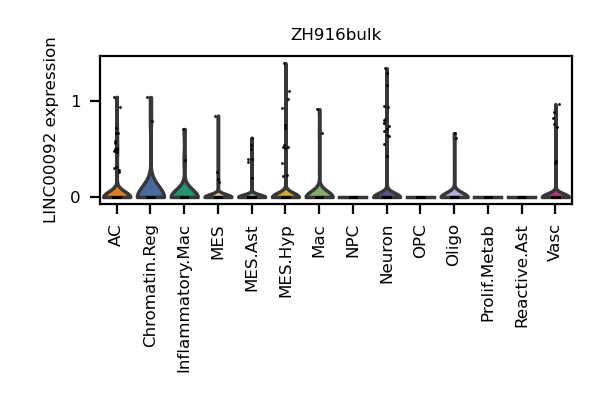 ZH916bulk
LINC00092 expression
1
0
AC
Chromatin.Reg
Inflammatory.Mac
MES
MES.Ast
MES.Hyp
Mac
NPC
Neuron
OPC
Oligo
Prolif.Metab
Reactive.Ast
Vasc